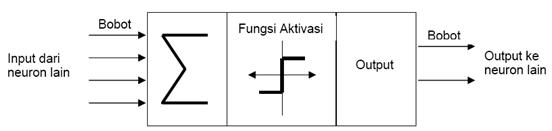 Bobot
Input dari
neuron lain
Fungsi Aktivasi
Output
Bobot
Output ke
neuron lain